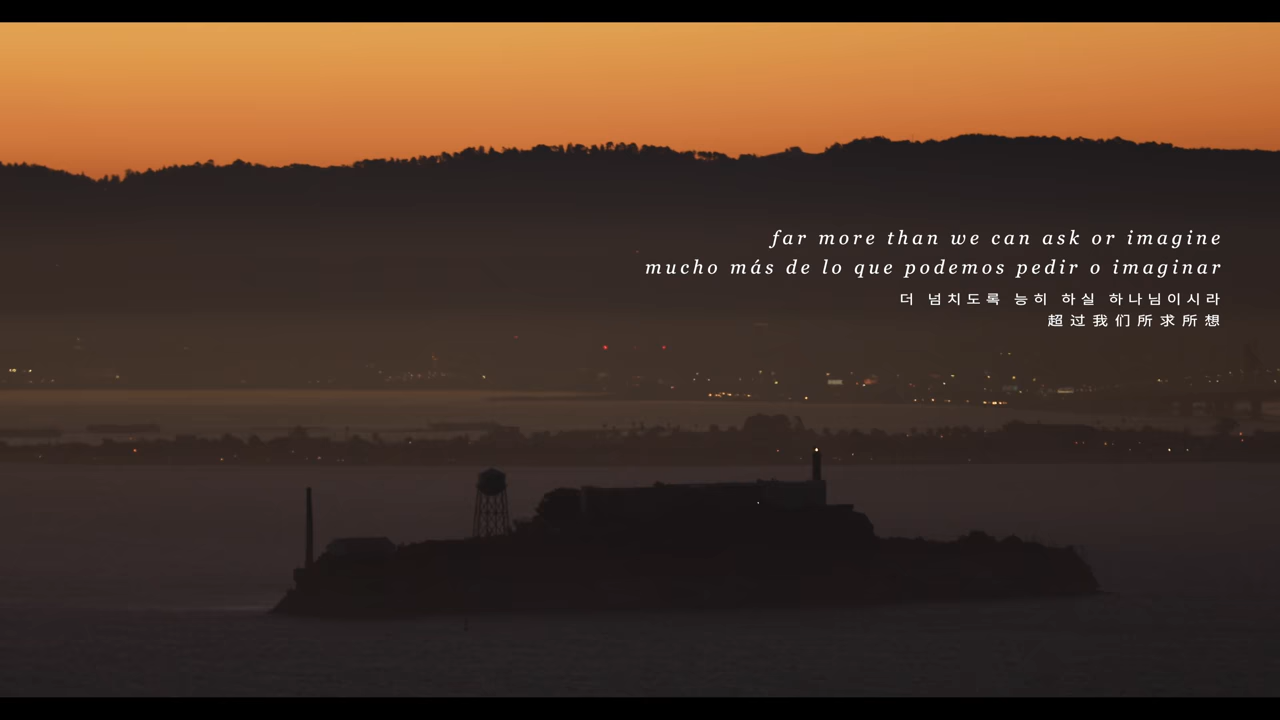 far more than we can ask or imagine
mucho más de lo que podemos pedir o imaginar
더 넘치도록 능히 하실 하나님이시라
超过我们所求所想